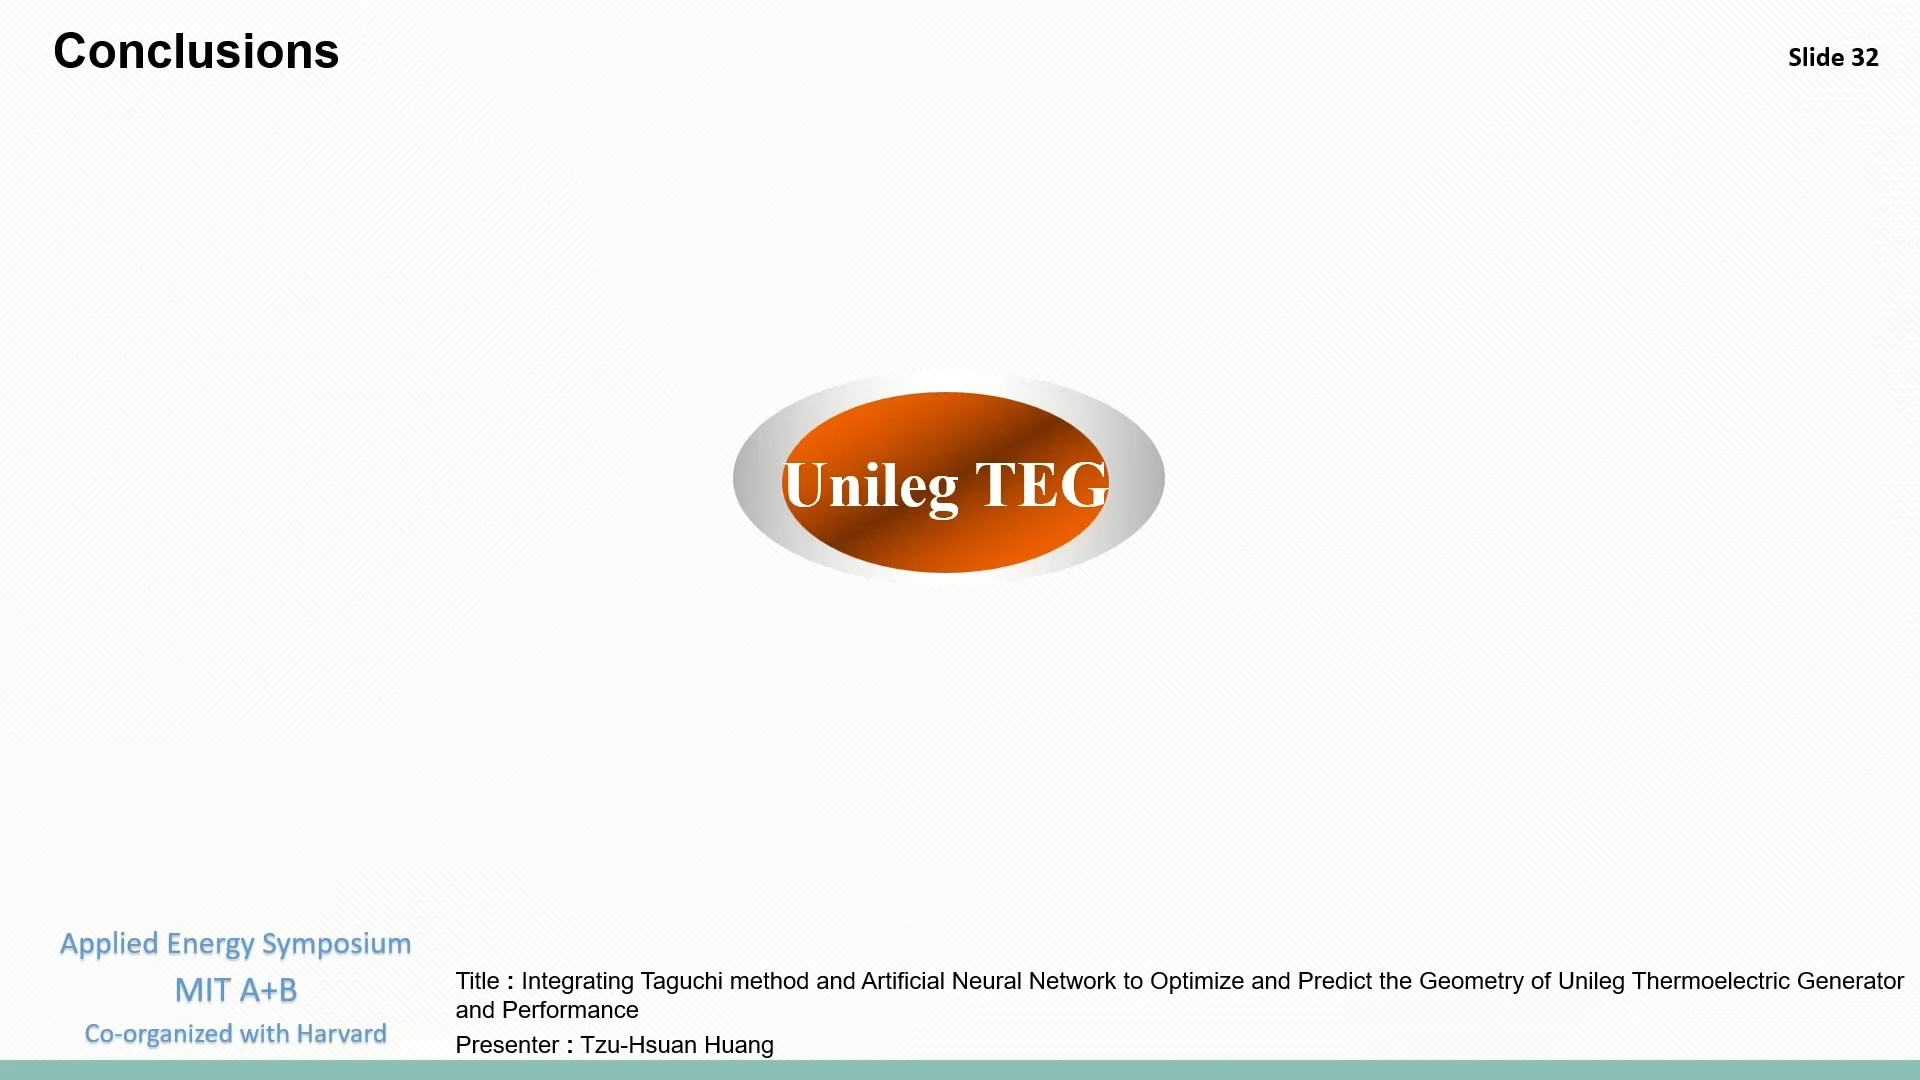 Conclusions
Slide 32
Unileg TEG
Applied Energy Symposium
MIT A+B
Co-organized with Harvard
Title : Integrating Taguchi method and Artificial Neural Network to Optimize and Predict the Geometry of Unileg Thermoelectric Generator
and Performance
Presenter : Tzu-Hsuan Huang